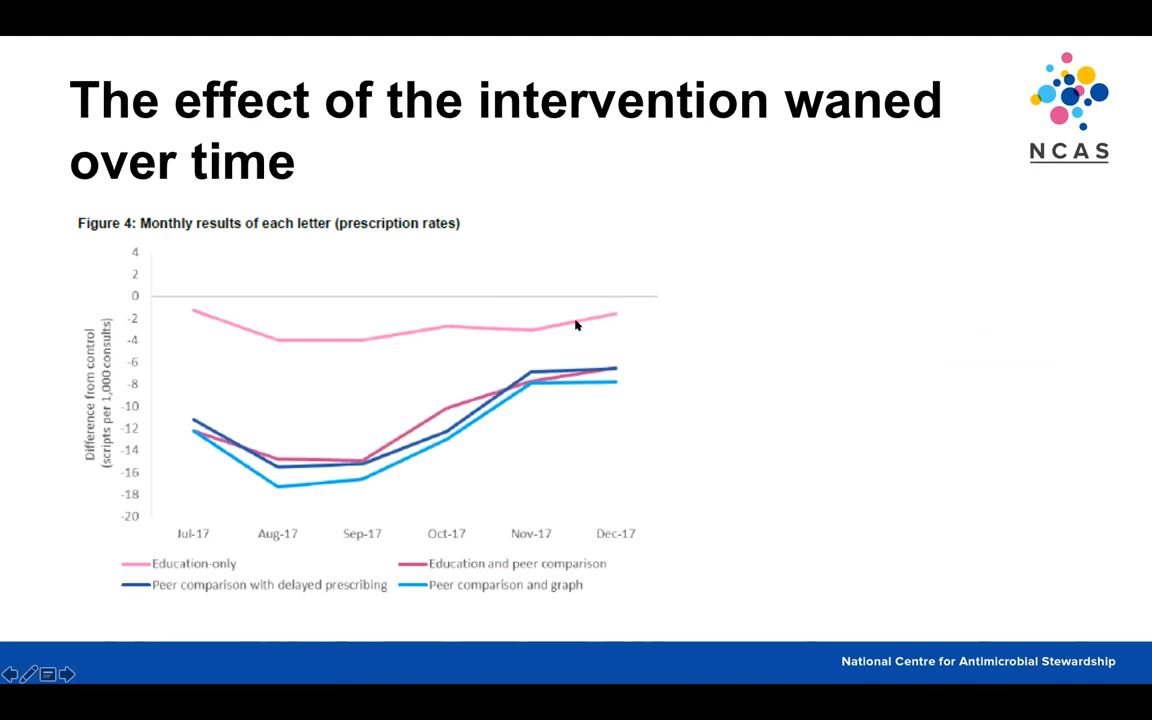 The effect of the intervention waned
over time
NCAS
Figure 4: Monthly results of each letter (prescription rates)
Difference from control
(scripts per 1,000 consults)
4
2
0
-2
-4
-6
-8
-10
-12
-14
-16
-18
-20
Jul-17 Aug-17 Sep-17 Oct-17 Nov-17 Dec-17
Education-only Education and peer comparison
Peer comparison with delayed prescribing Peer comparison and graph
National Centre for Antimicrobial Stewardship